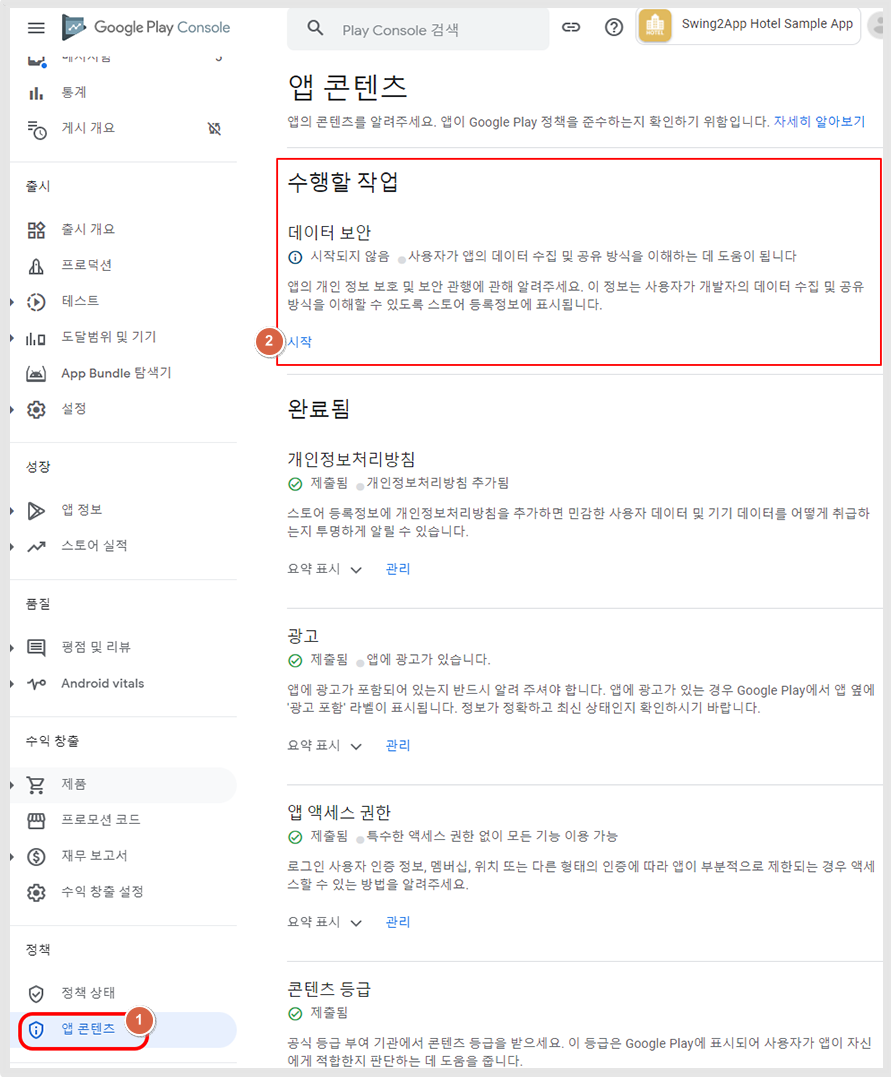 Google Play Console
Play Console 검색
Swing2App Hotel Sample App
HOTEL
메시지함
통계
게시 개요
출시
출시 개요
프로덕션
테스트
도달범위 및 기기
App Bundle 탐색기
설정
성장
앱 정보
스토어 실적
품질
평점 및 리뷰
Android vitals
수익 창출
제품
프로모션 코드
재무 보고서
수익 창출 설정
정책
정책 상태
앱 콘텐츠
1
앱 콘텐츠
앱의 콘텐츠를 알려주세요. 앱이 Google Play 정책을 준수하는지 확인하기 위함입니다. 자세히 알아보기
수행할 작업
데이터 보안
시작되지 않음 사용자가 앱의 데이터 수집 및 공유 방식을 이해하는 데 도움이 됩니다
앱의 개인 정보 보호 및 보안 관행에 관해 알려주세요. 이 정보는 사용자가 개발자의 데이터 수집 및 공유
방식을 이해할 수 있도록 스토어 등록정보에 표시됩니다.
2 시작
완료됨
개인정보처리방침
제출됨 개인정보처리방침 추가됨
스토어 등록정보에 개인정보처리방침을 추가하면 민감한 사용자 데이터 및 기기 데이터를 어떻게 취급하
는지 투명하게 알릴 수 있습니다.
요약 표시 관리
광고
제출됨 앱에 광고가 있습니다.
앱에 광고가 포함되어 있는지 반드시 알려 주셔야 합니다. 앱에 광고가 있는 경우 Google Play에서 앱 옆에
'광고 포함' 라벨이 표시됩니다. 정보가 정확하고 최신 상태인지 확인하시기 바랍니다.
요약 표시 관리
앱 액세스 권한
제출됨 특수한 액세스 권한 없이 모든 기능 이용 가능
로그인 사용자 인증 정보, 멤버십, 위치 또는 다른 형태의 인증에 따라 앱이 부분적으로 제한되는 경우 액세
스할 수 있는 방법을 알려주세요.
요약 표시 관리
콘텐츠 등급
제출됨
공식 등급 부여 기관에서 콘텐츠 등급을 받으세요. 이 등급은 Google Play에 표시되어 사용자가 앱이 자신
에게 적합한지 판단하는 데 도움을 줍니다.